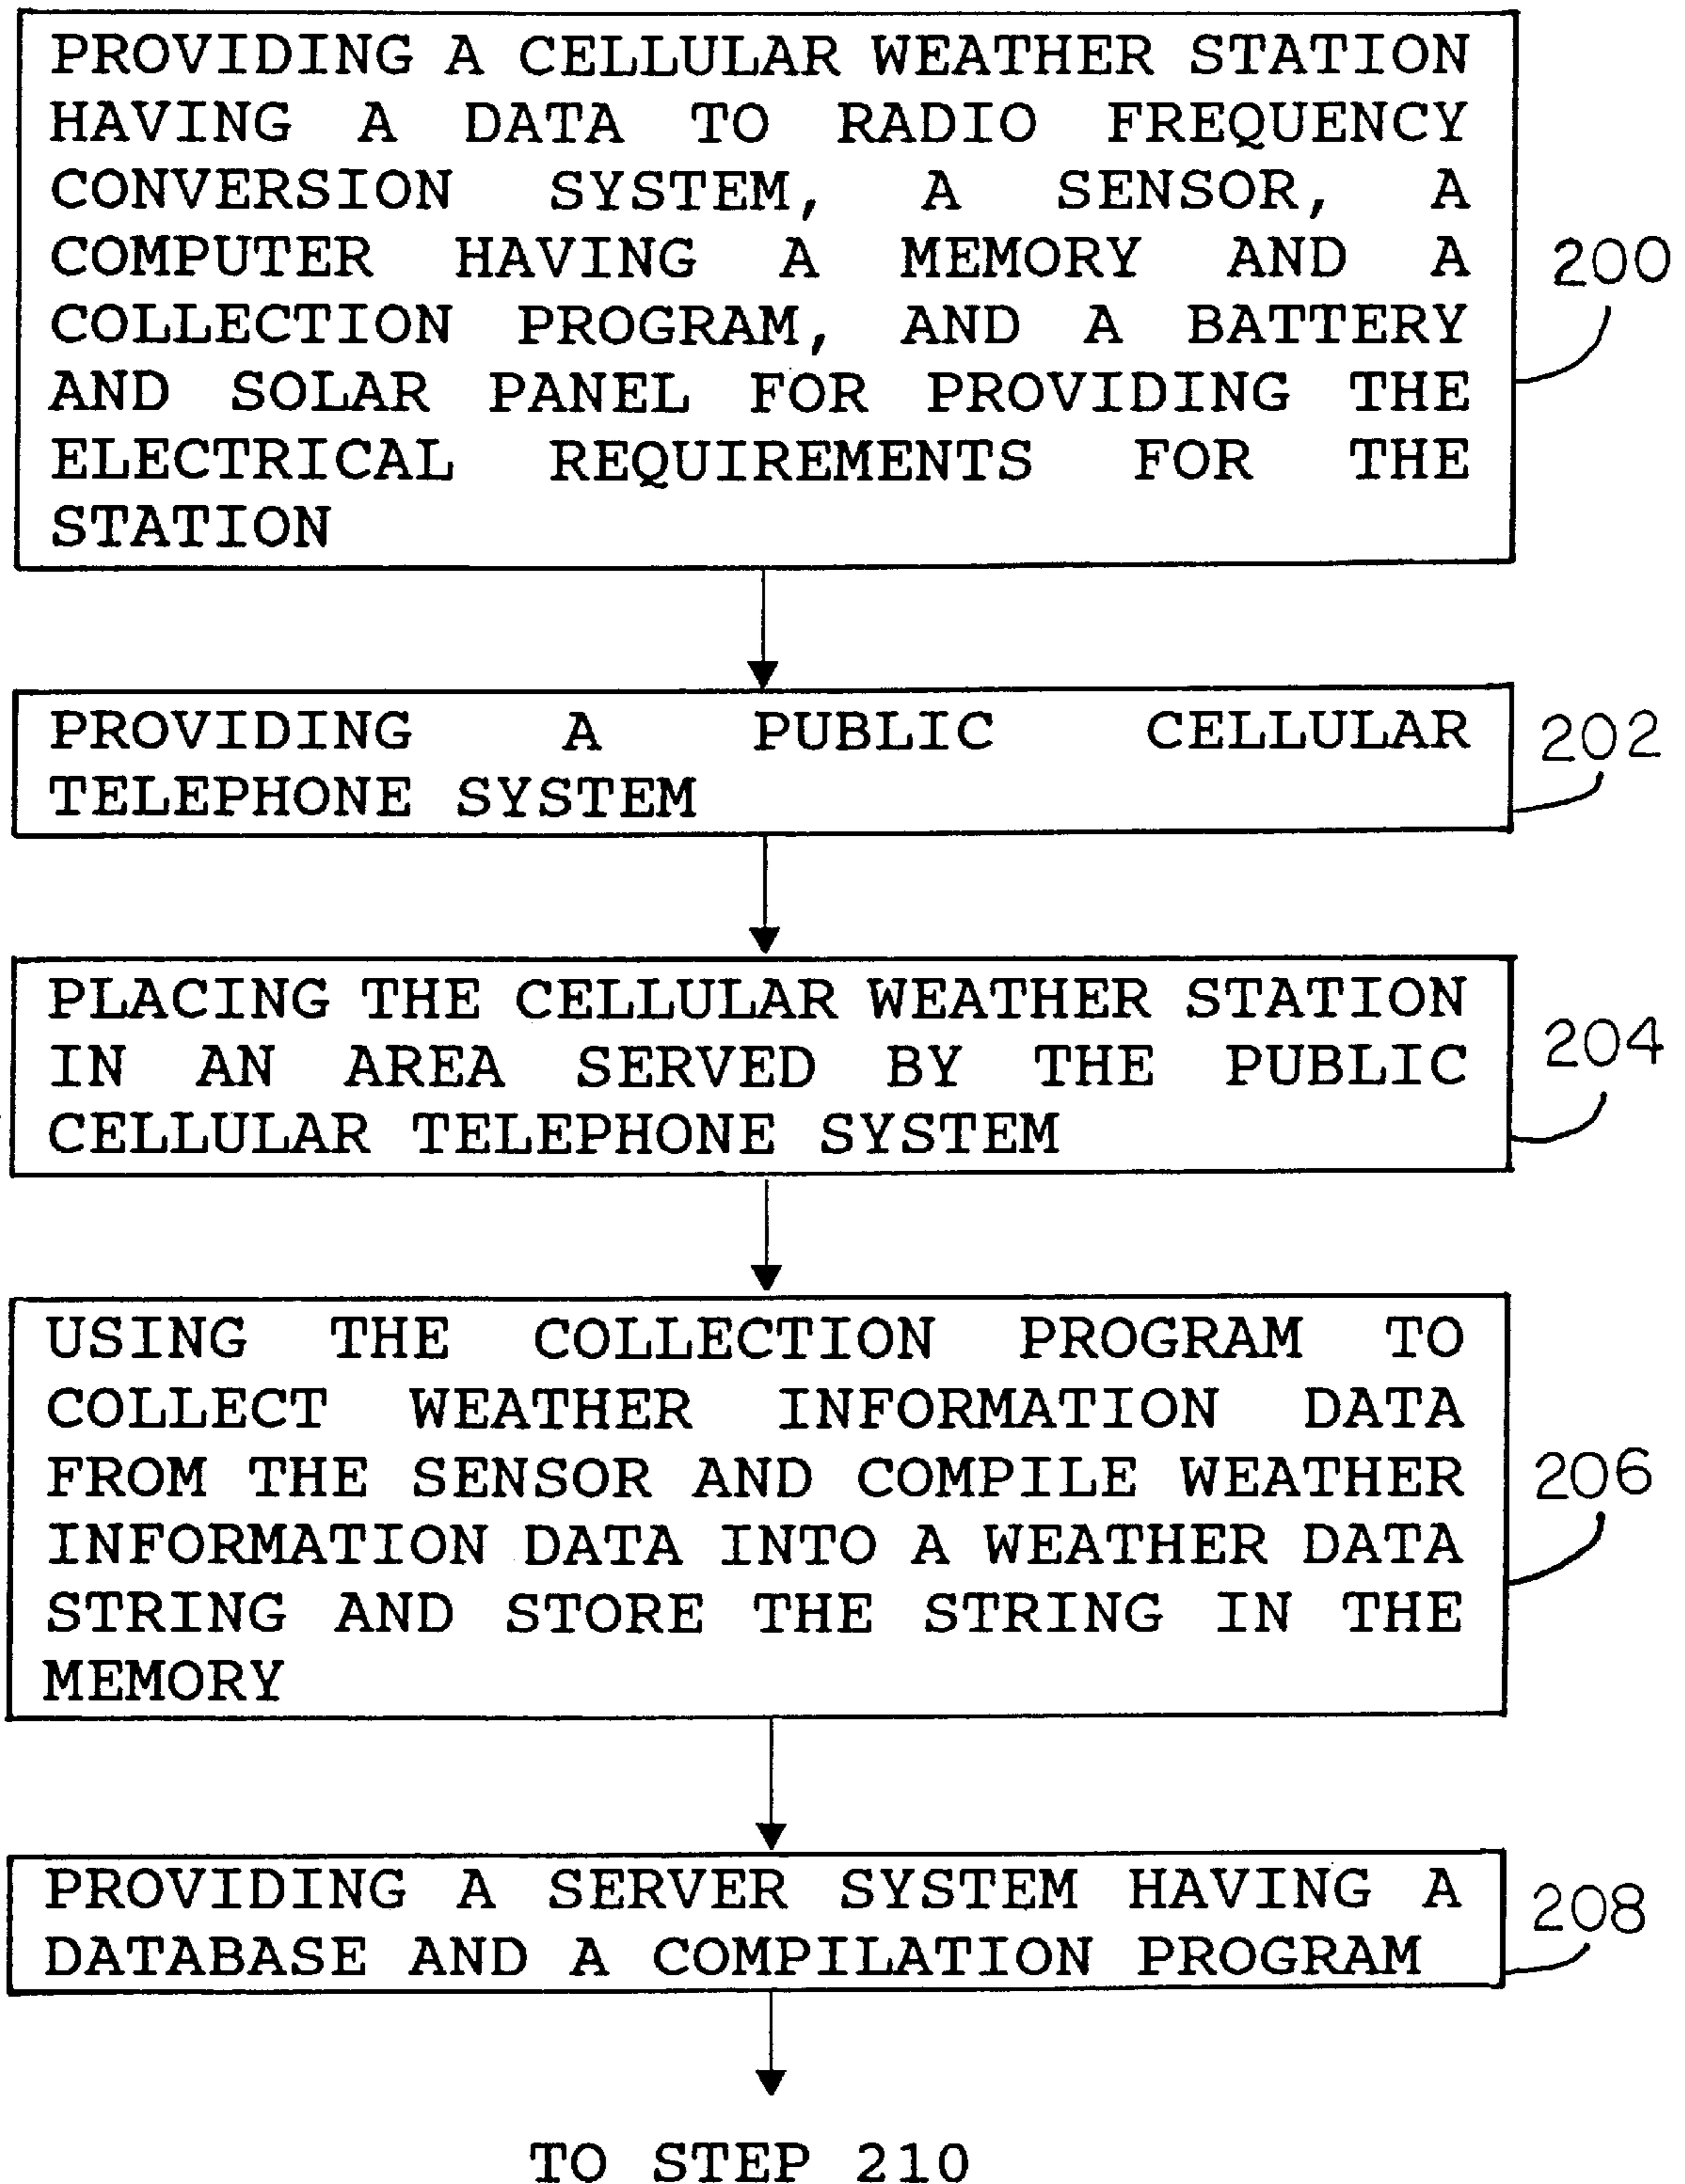 PROVIDING A CELLULAR WEATHER STATION
HAVING A DATA TO RADIO FREQUENCY
CONVERSION SYSTEM, A SENSOR, A
COMPUTER HAVING A MEMORY AND A
COLLECTION PROGRAM, AND A BATTERY
AND SOLAR PANEL FOR PROVIDING THE
ELECTRICAL REQUIREMENTS FOR THE
STATION
200
PROVIDING A PUBLIC CELLULAR
TELEPHONE SYSTEM
202
PLACING THE CELLULAR WEATHER STATION
IN AN AREA SERVED BY THE PUBLIC
CELLULAR TELEPHONE SYSTEM
204
USING THE COLLECTION PROGRAM TO
COLLECT WEATHER INFORMATION DATA
FROM THE SENSOR AND COMPILE WEATHER
INFORMATION DATA INTO A WEATHER DATA
STRING AND STORE THE STRING IN THE
MEMORY
206
PROVIDING A SERVER SYSTEM HAVING A
DATABASE AND A COMPILATION PROGRAM
208
TO STEP 210